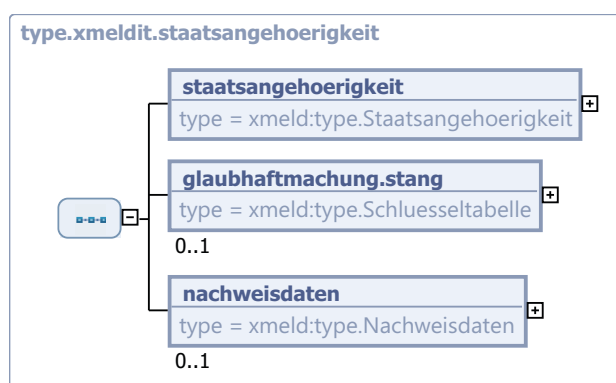 type.xmeldit.staatsangehoerigkeit
staatsangehoerigkeit
type = xmeld:type.Staatsangehoerigkeit
glaubhaftmachung.stang
type = xmeld:type.Schluesseltabelle
0..1
nachweisdaten
type = xmeld:type.Nachweisdaten
0..1